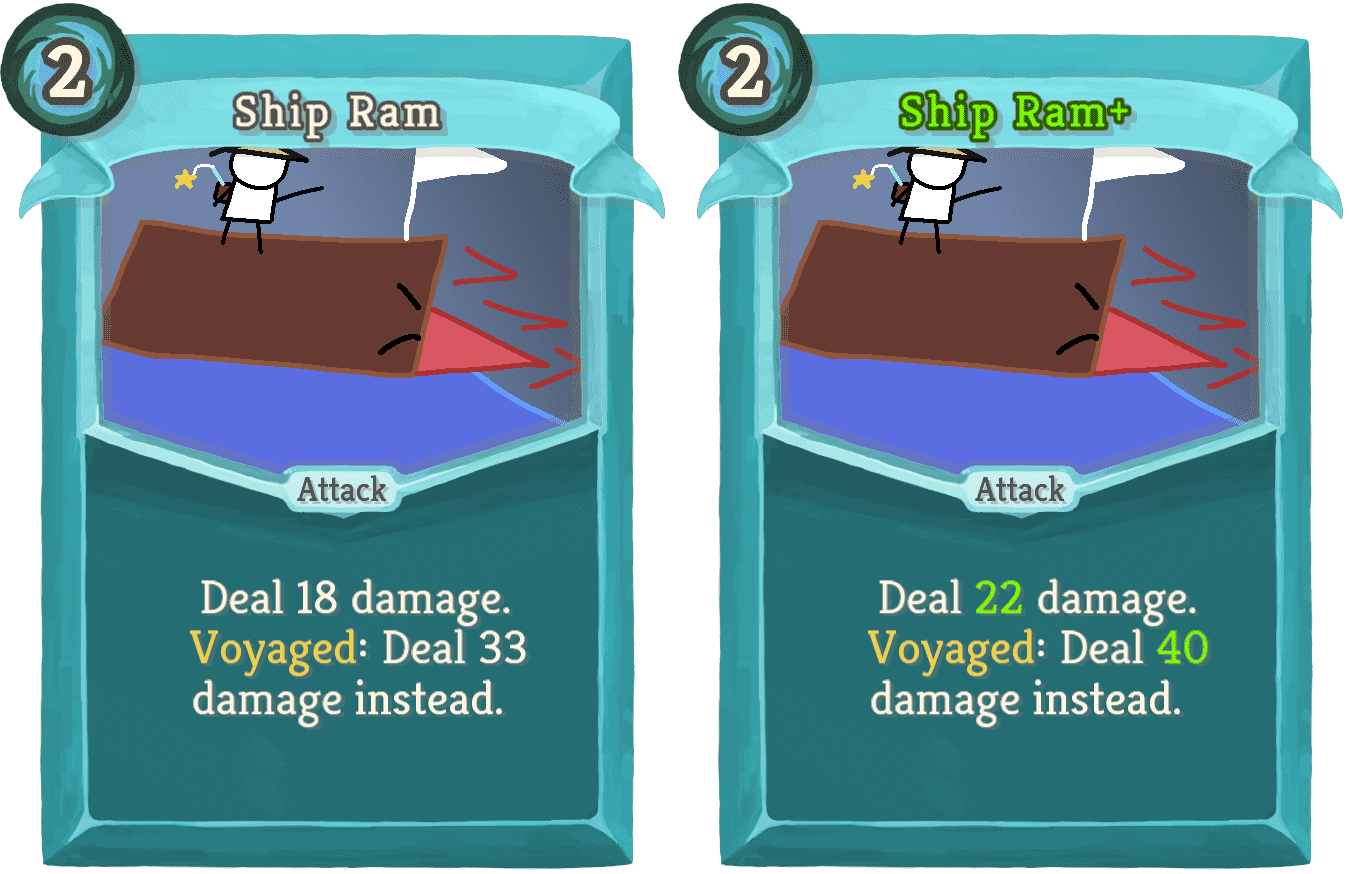 2
Ship Ram
Attack
Deal 18 damage.
Voyaged: Deal 33
damage instead.
2
Ship Ram+
Attack
Deal 22 damage.
Voyaged: Deal 40
damage instead.